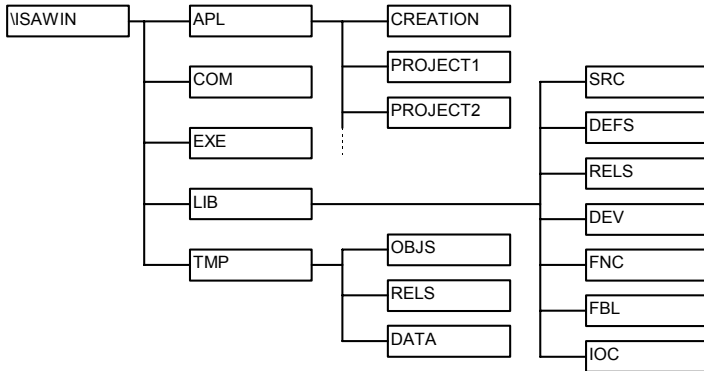 \ISAWIN
APL
CREATION
PROJECT1
PROJECT2
COM
EXE
LIB
SRC
DEFS
RELS
DEV
FNC
FBL
IOC
TMP
OBJS
RELS
DATA